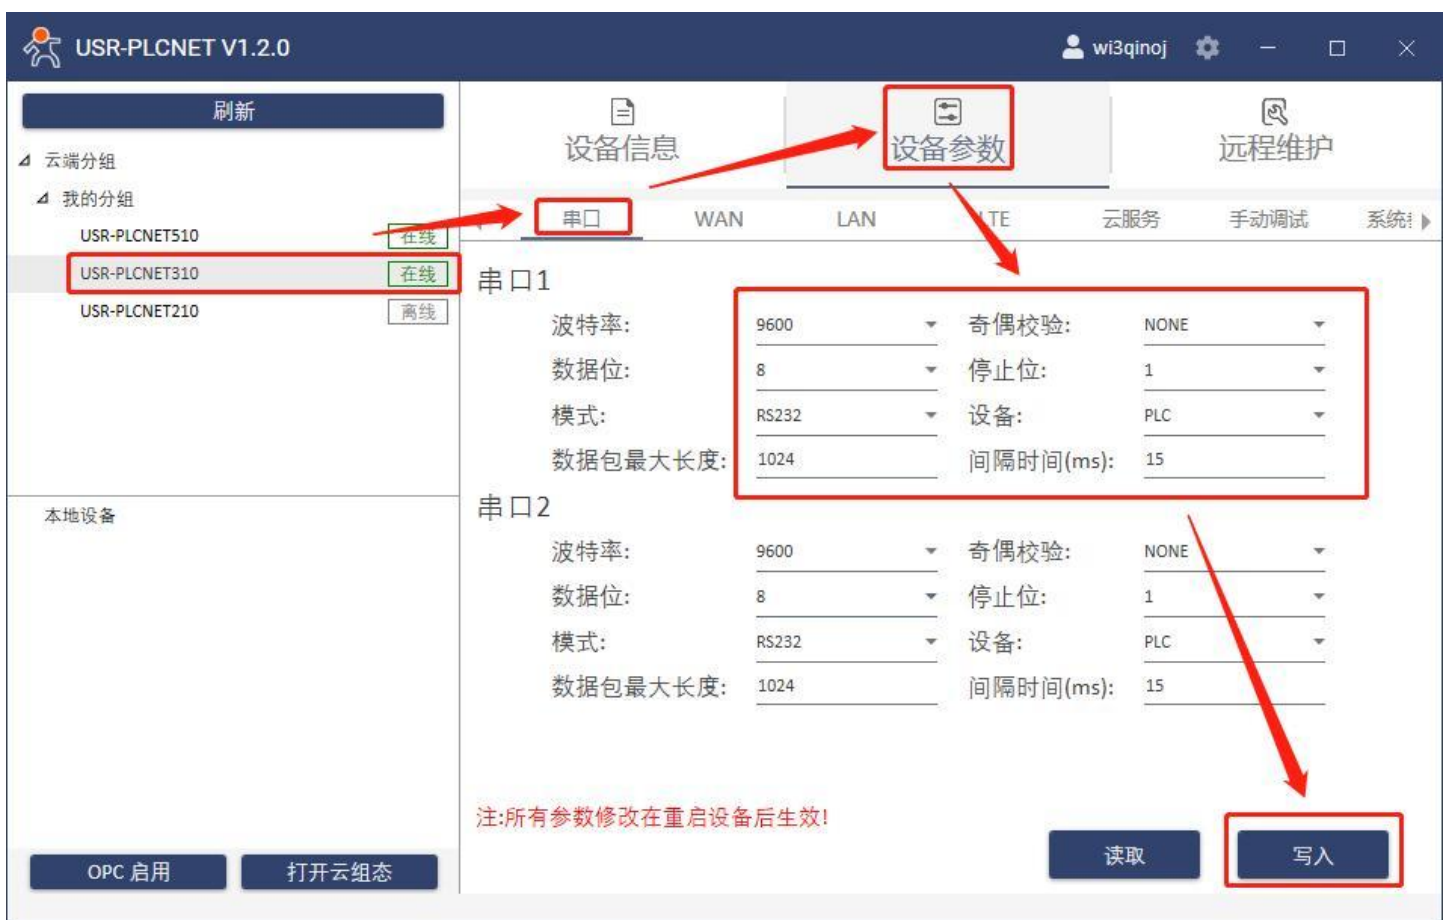 USR-PLCNET V1.2.0
wi3qinoj
刷新
云端分组
我的分组
USR-PLCNET510 在线
USR-PLCNET310 在线
USR-PLCNET210 离线
本地设备
OPC 启用 打开云组态
设备信息 设备参数 远程维护
串口 WAN LAN LTE 云服务 手动调试 系统
串口1
波特率: 9600 奇偶校验: NONE
数据位: 8 停止位: 1
模式: RS232 设备: PLC
数据包最大长度: 1024 间隔时间(ms): 15
串口2
波特率: 9600 奇偶校验: NONE
数据位: 8 停止位: 1
模式: RS232 设备: PLC
数据包最大长度: 1024 间隔时间(ms): 15
注:所有参数修改在重启设备后生效!
读取 写入